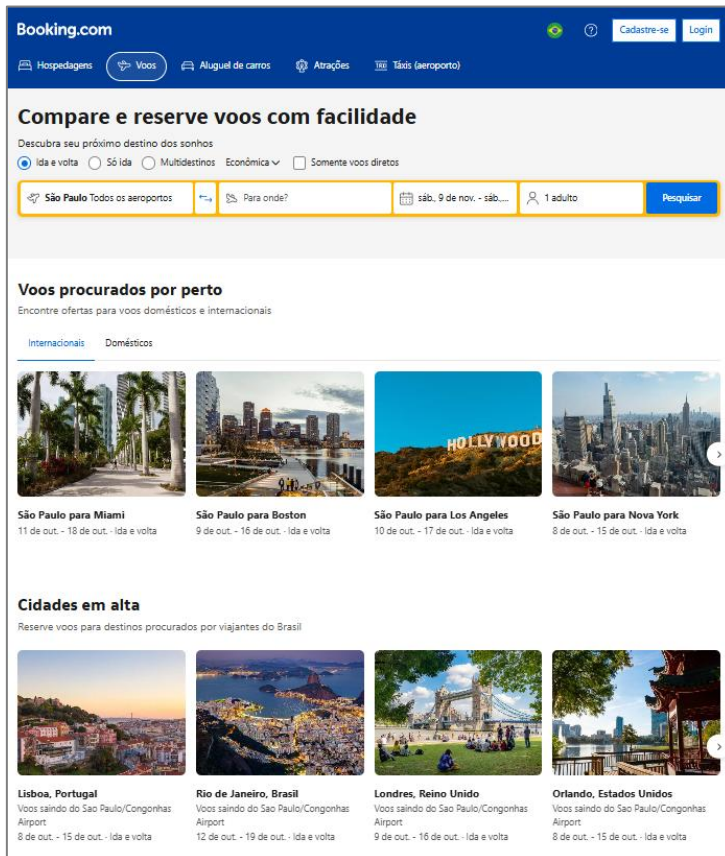 Booking.com
Cadastre-se Login
Hospedagens Voos Aluguel de carros Atrações Táxis (aeroporto)
Compare e reserve voos com facilidade
Descubra seu próximo destino dos sonhos
Ida e volta Só ida Multidestinos Econômica Somente voos diretos
São Paulo Todos os aeroportos Para onde? sáb., 9 de nov. - sáb.,... 1 adulto Pesquisar
Voos procurados por perto
Encontre ofertas para voos domésticos e internacionais
Internacionais Domésticos
HOLLYWOOD
São Paulo para Miami
11 de out. - 18 de out. · Ida e volta
São Paulo para Boston
9 de out. - 16 de out. · Ida e volta
São Paulo para Los Angeles
10 de out. - 17 de out. · Ida e volta
São Paulo para Nova York
8 de out. - 15 de out. · Ida e volta
Cidades em alta
Reserve voos para destinos procurados por viajantes do Brasil
Lisboa, Portugal
Voos saindo do Sao Paulo/Congonhas
Airport
8 de out. - 15 de out. · Ida e volta
Rio de Janeiro, Brasil
Voos saindo do Sao Paulo/Congonhas
Airport
12 de out. - 19 de out. · Ida e volta
Londres, Reino Unido
Voos saindo do Sao Paulo/Congonhas
Airport
9 de out. - 16 de out. · Ida e volta
Orlando, Estados Unidos
Voos saindo do Sao Paulo/Congonhas
Airport
8 de out. - 15 de out. · Ida e volta